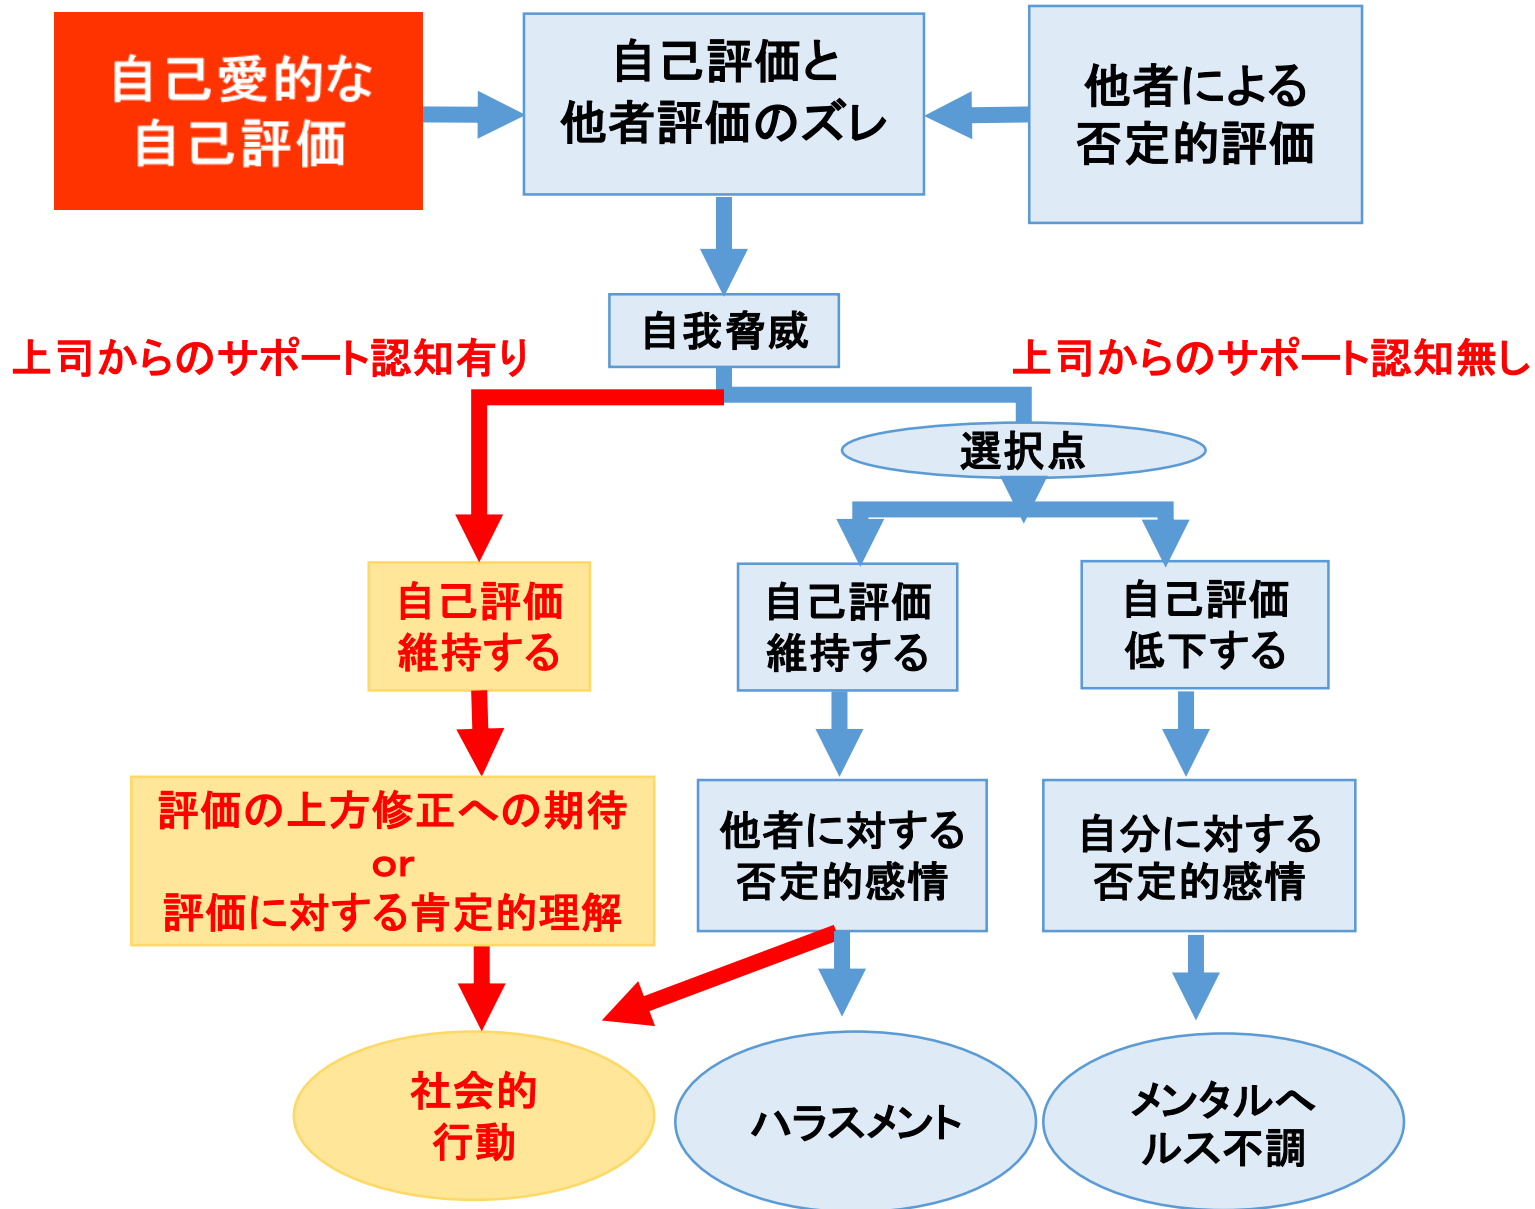 自己愛的な
自己評価
自己評価と
他者評価のズレ
他者による
否定的評価
自我脅威
上司からのサポート認知有り
上司からのサポート認知無し
選択点
自己評価
維持する
自己評価
維持する
自己評価
低下する
評価の上方修正への期待
or
評価に対する肯定的理解
他者に対する
否定的感情
自分に対する
否定的感情
社会的
行動
ハラスメント
メンタルヘ
ルス不調